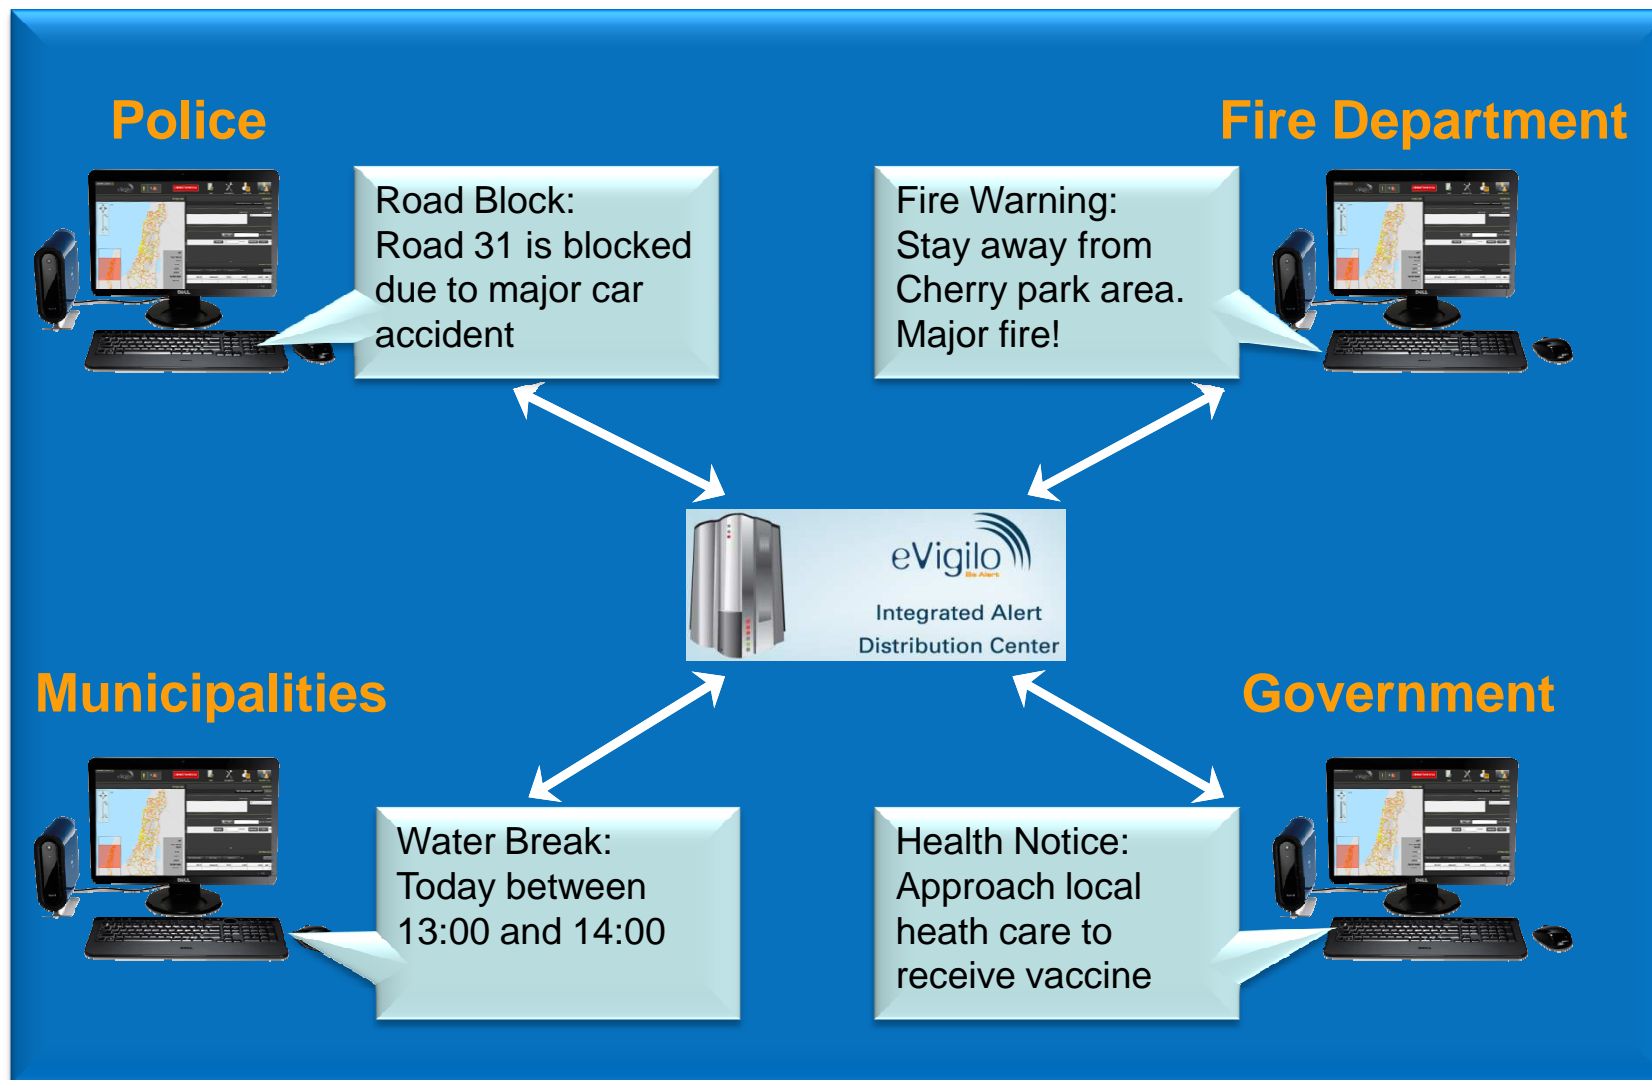 Police
Fire Department
Road Block:
Road 31 is blocked
due to major car
accident
Fire Warning:
Stay away from
Cherry park area.
Major fire!
eVigilo
Be Alert
Integrated Alert
Distribution Center
Municipalities
Government
Water Break:
Today between
13:00 and 14:00
Health Notice:
Approach local
heath care to
receive vaccine